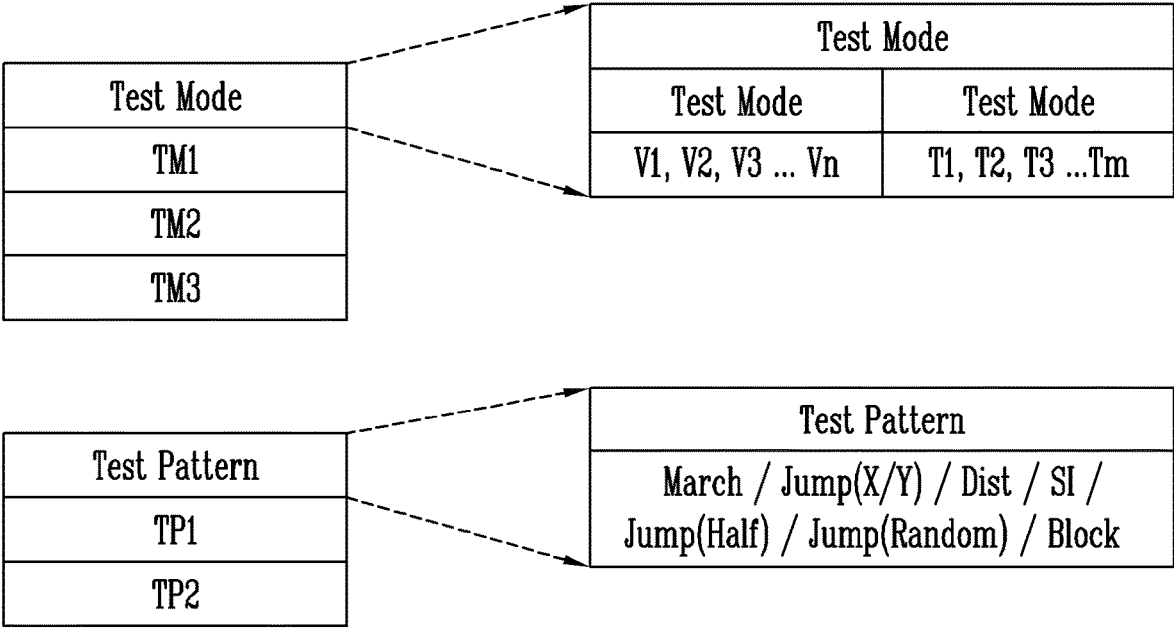 Test Mode
TM1
TM2
TM3
Test Mode
Test Mode
Test Mode
V1, V2, V3 ... Vn
T1, T2, T3 ...Tm
Test Pattern
TP1
TP2
Test Pattern
March / Jump(X/Y) / Dist / SI /
Jump(Half) / Jump(Random) / Block